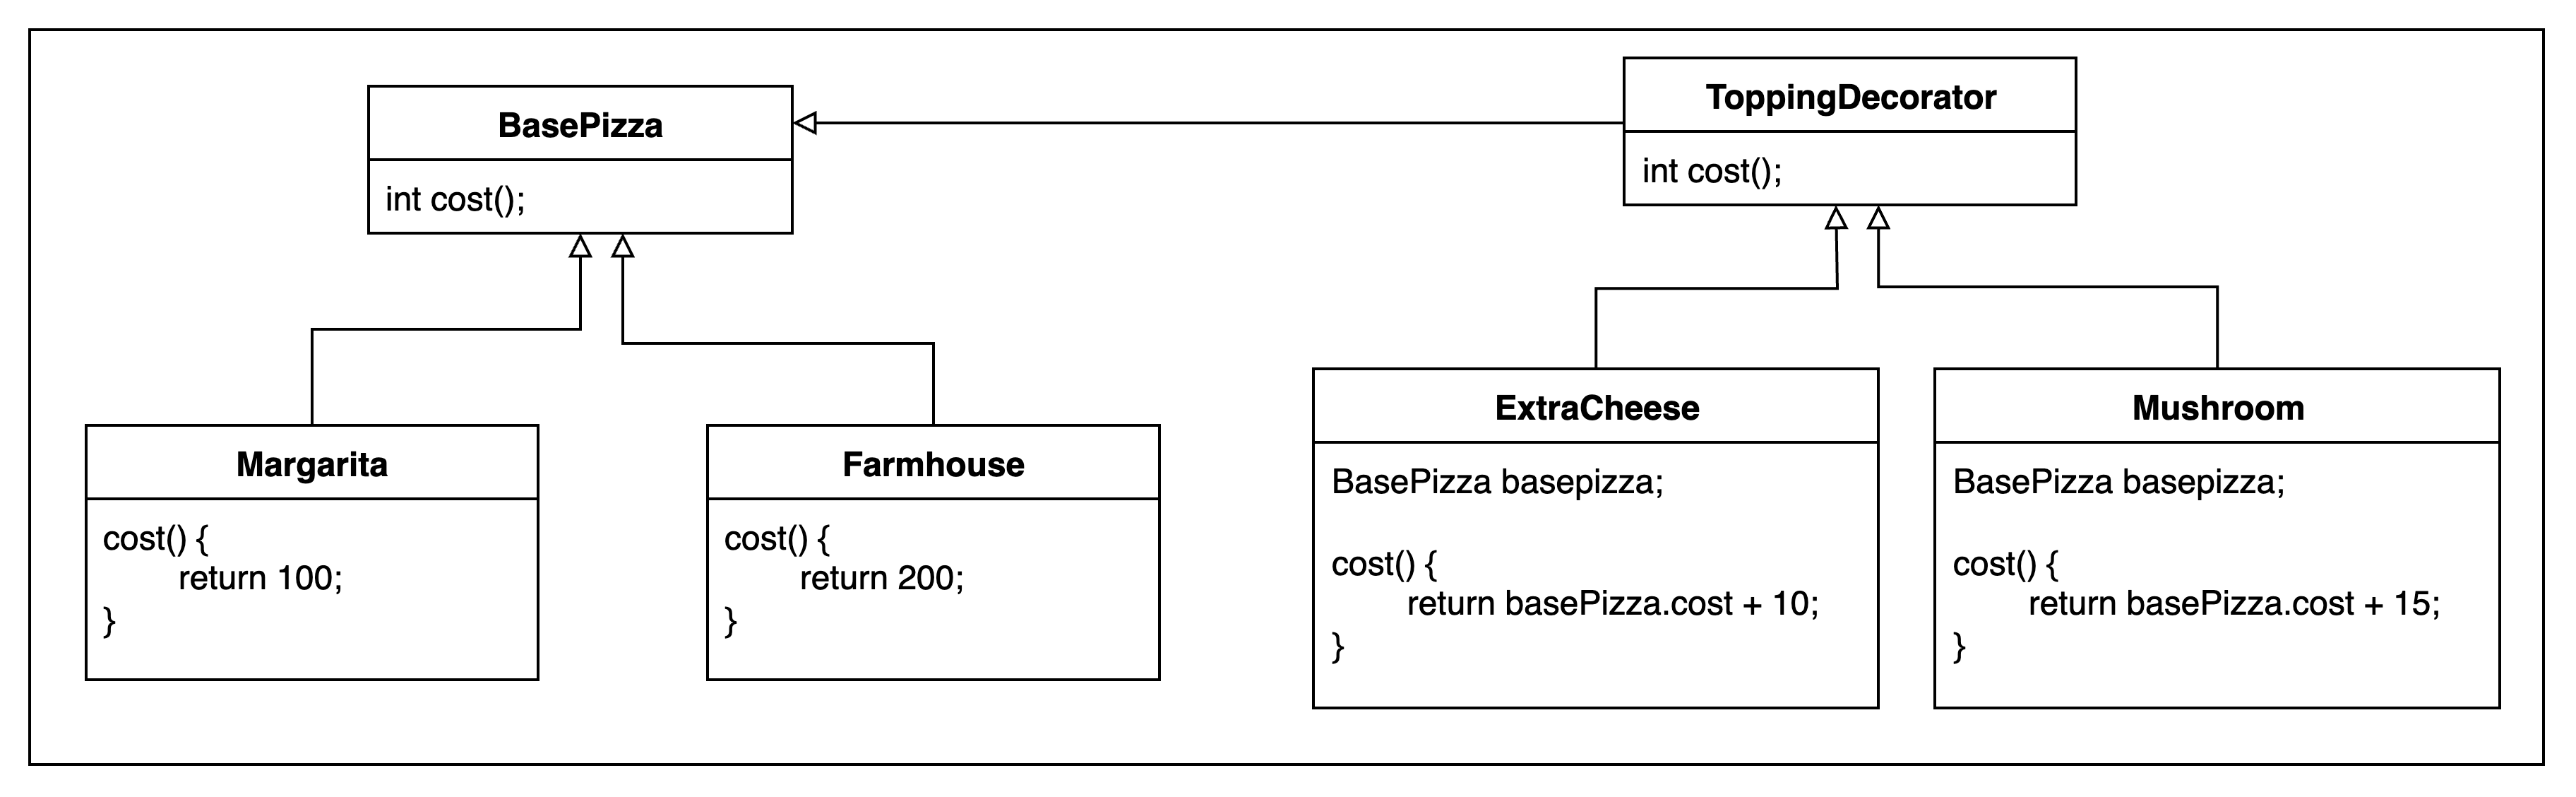 BasePizza
int cost();
ToppingDecorator
int cost();
Margarita
cost() {
return 100;
}
Farmhouse
cost() {
return 200;
}
ExtraCheese
BasePizza basepizza;
cost() {
return basePizza.cost + 10;
}
Mushroom
BasePizza basepizza;
cost() {
return basePizza.cost + 15;
}